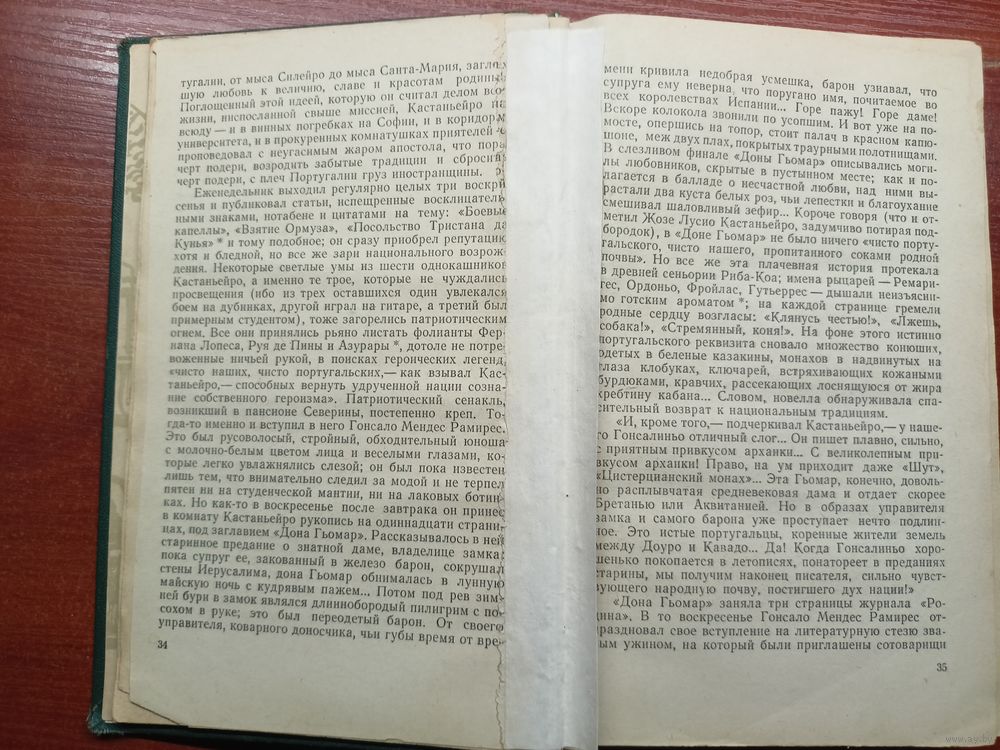 тугалии, от мыса Силейро до мыса Санта-Мария, заглох
шую любовь к величию, славе и красотам родины
Поглощенный этой идеей, которую он считал делом все
жизни, ниспосланной свыше миссией, Кастаньейро по
всюду — и в винных погребках на Софии, и в коридорах
университета, и в прокуренных комнатушках приятелей
проповедовал с неугасимым жаром апостола, что пора
черт подери, возродить забытые традиции и сбросить
черт подери, с плеч Португалии груз иностранщины.
Еженедельник выходил регулярно целых три воскре
сенья и публиковал статьи, испещренные восклицатель
ными знаками, нотабене и цитатами на тему: «Боевые
капеллы», «Взятие Ормуза», «Посольство Тристана да
Кунья» * и тому подобное; он сразу приобрел репутацию
хотя и бледной, но все же зари национального возрож-
дения. Некоторые светлые умы из шести однокашников
Кастаньейро, а именно те трое, которые не чуждались
просвещения (ибо из трех оставшихся один увлекался
боем на дубинках, другой играл на гитаре, а третий был
примерным студентом), тоже загорелись патриотическим
огнем. Все они принялись рьяно листать фолианты Фер-
нана Лопеса, Руя де Пины и Азурары *, дотоле не потре-
воженные ничьей рукой, в поисках героических легенд,
«чисто наших, чисто португальских,— как взывал Кас-
таньейро,— способных вернуть удрученной нации созна-
ние собственного героизма». Патриотический сенакль,
возникший в пансионе Северины, постепенно креп. То-
гда-то именно и вступил в него Гонсало Мендес Рамирес.
Это был русоволосый, стройный, обходительный юноша
с молочно-белым цветом лица и веселыми глазами, ко-
торые легко увлажнялись слезой; он был пока известен
лишь тем, что внимательно следил за модой и не терпел
пятен ни на студенческой мантии, ни на лаковых ботин-
ках. Но как-то в воскресенье после завтрака он принес
в комнату Кастаньейро рукопись на одиннадцати страни-
цах, под заглавием «Дона Гьомар». Рассказывалось в ней
старинное предание о знатной даме, владелице замка:
пока супруг ее, закованный в железо барон, сокрушал
стены Иерусалима, дона Гьомар обнималась в лунную
майскую ночь с кудрявым пажем... Потом под рев зим-
ней бури в замок являлся длиннобородый пилигрим с по-
сохом в руке; это был переодетый барон. От своего
управителя, коварного доносчика, чьи губы время от вре-
34
мени кривила недобрая усмешка, барон узнавал, что
супруга ему неверна, что поругано имя, почитаемое во
всех королевствах Испании... Горе пажу! Горе даме!
Вскоре колокола звонили по усопшим. И вот уже на по-
мосте, опершись на топор, стоит палач в красном капю-
шоне, меж двух плах, покрытых траурными полотнищами.
В слезливом финале «Доны Гьомар» описывались моги-
лы любовников, скрытые в пустынном месте; как и по-
лагается в балладе о несчастной любви, над ними вы-
растали два куста белых роз, чьи лепестки и благоухание
смешивал шаловливый зефир... Короче говоря (что и от-
метил Жозе Лусио Кастаньейро, задумчиво потирая под-
бородок), в «Доне Гьомар» не было ничего «чисто порту-
гальского, чисто нашего, пропитанного соками родной
почвы». Но все же эта плачевная история протекала
в древней сеньории Риба-Коа; имена рыцарей — Ремари-
гес, Ордоньо, Фройлас, Гутьеррес — дышали неизъясни-
мо готским ароматом *; на каждой странице гремели
родные сердцу возгласы: «Клянусь честью!», «Лжешь,
собака!», «Стремянный, коня!». На фоне этого истинно
португальского реквизита сновало множество конюших,
одетых в беленые казакины, монахов в надвинутых на
глаза клобуках, ключарей, встряхивающих кожаными
бурдюками, кравчих, рассекающих лоснящуюся от жира
хребтину кабана... Словом, новелла обнаруживала спа-
сительный возврат к национальным традициям.
«И, кроме того,— подчеркивал Кастаньейро,— у наше-
го Гонсалиньо отличный слог... Он пишет плавно, сильно,
с приятным привкусом архаики... С великолепным при-
вкусом архаики! Право, на ум приходит даже «Шут»,
«Цистерцианский монах»... Эта Гьомар, конечно, доволь-
но расплывчатая средневековая дама и отдает скорее
Бретанью или Аквитанией. Но в образах управителя
замка и самого барона уже проступает нечто подлин-
ное. Это истые португальцы, коренные жители земель
между Доуро и Кавадо... Да! Когда Гонсалиньо хоро-
шенько покопается в летописях, понатореет в преданиях
старины, мы получим наконец писателя, сильно чувст-
вующего народную почву, постигшего дух нации!»
«Дона Гьомар» заняла три страницы журнала «Ро-
дина». В то воскресенье Гонсало Мендес Рамирес от-
праздновал свое вступление на литературную стезю зва-
ным ужином, на который были приглашены сотоварищи
35
www.ay.by